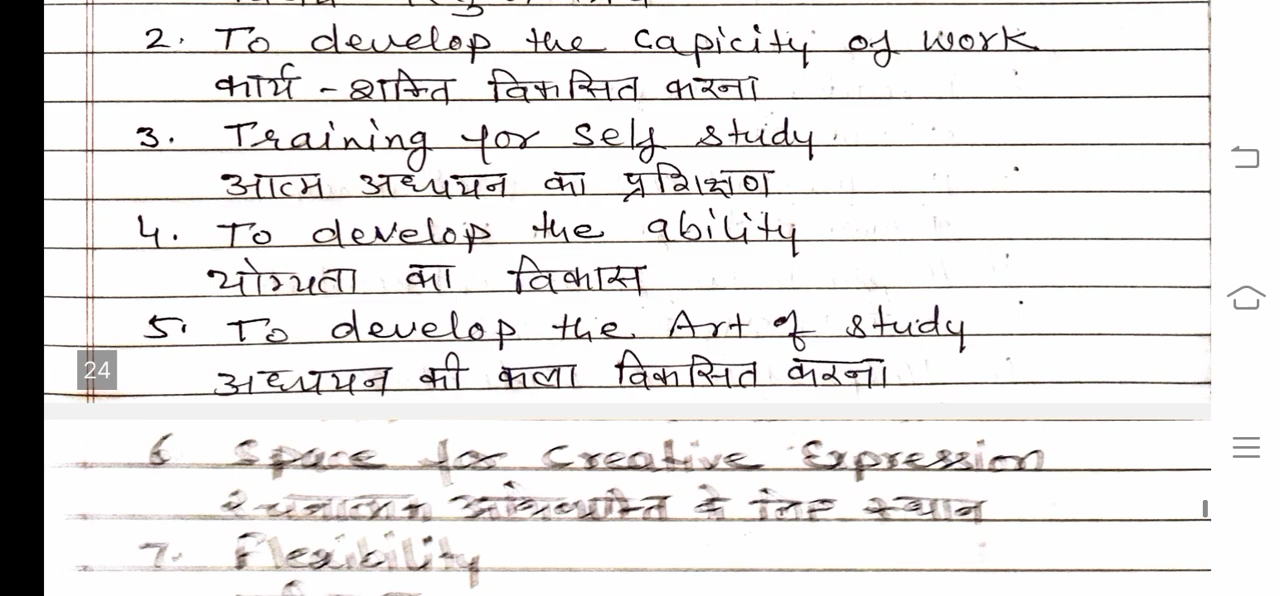 2. To develop the capicity of work
कार्य - शक्ति विकसित करना
3. Training for self study.
आत्म अध्ययन का प्रशिक्षण
4. To develop the ability
योग्यता का विकास
5. To develop the Art of study
24
अध्ययन की कला विकसित करना
6 Space for Creative Expression
रचनात्मक अभिव्यक्ति के लिए स्थान
7. Flexibility